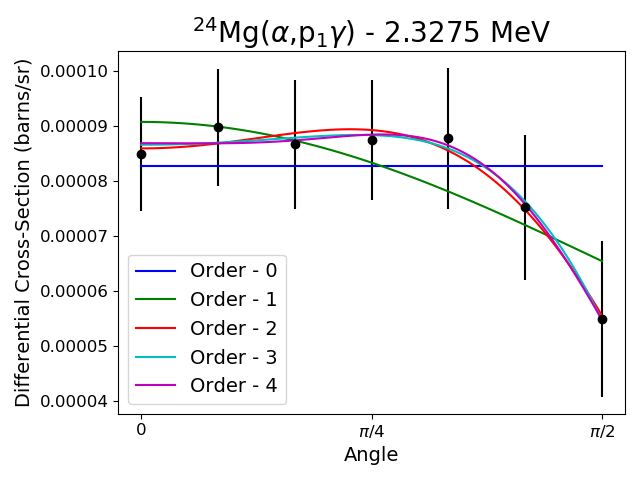 ²⁴Mg(α,p₁γ) - 2.3275 MeV
Differential Cross-Section (barns/sr)
0.00010
0.00009
0.00008
0.00007
0.00006
0.00005
0.00004
Order - 0
Order - 1
Order - 2
Order - 3
Order - 4
0
π/4
π/2
Angle